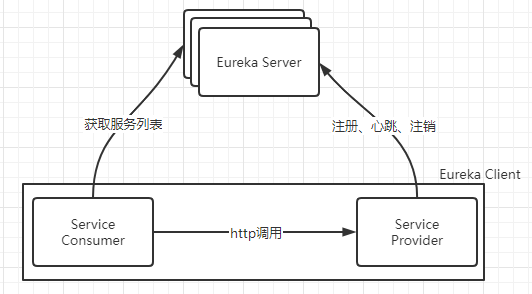 Eureka Server
获取服务列表
注册、心跳、注销
Eureka Client
Service
Consumer
http调用
Service
Provider